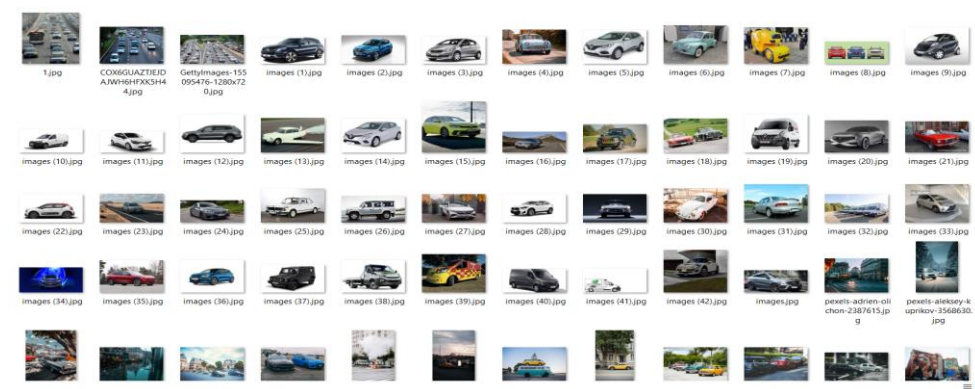 1.jpg
COX6GUAZTJEJD
AJWH6HFXK5H4
4.jpg
GettyImages-155
095476-1280x72
0.jpg
images (1).jpg
images (2).jpg
images (3).jpg
images (4).jpg
images (5).jpg
images (6).jpg
images (7).jpg
images (8).jpg
images (9).jpg
images (10).jpg
images (11).jpg
images (12).jpg
images (13).jpg
images (14).jpg
images (15).jpg
images (16).jpg
images (17).jpg
images (18).jpg
images (19).jpg
images (20).jpg
images (21).jpg
images (22).jpg
images (23).jpg
images (24).jpg
images (25).jpg
images (26).jpg
images (27).jpg
images (28).jpg
images (29).jpg
images (30).jpg
images (31).jpg
images (32).jpg
images (33).jpg
images (34).jpg
images (35).jpg
images (36).jpg
images (37).jpg
images (38).jpg
images (39).jpg
images (40).jpg
images (41).jpg
images (42).jpg
images.jpg
pexels-adrien-oli
chon-2387615.jp
g
pexels-aleksey-k
uprikov-3568630.
jpg